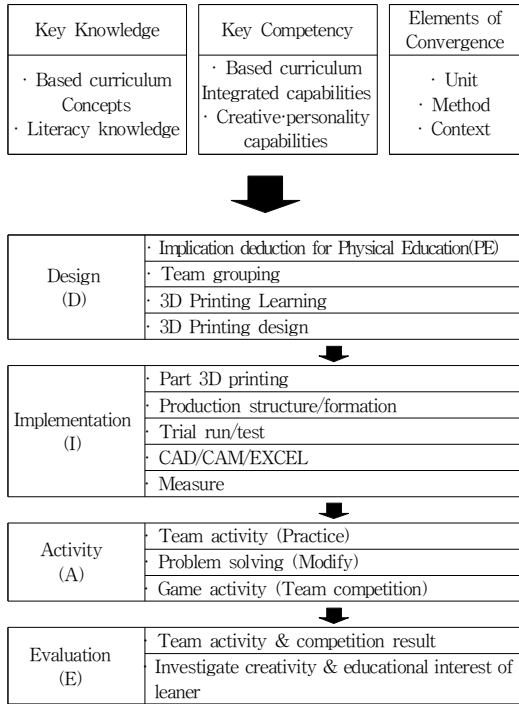 Key Knowledge
· Based curriculum
Concepts
· Literacy knowledge
Key Competency
· Based curriculum
Integrated capabilities
· Creative·personality
capabilities
Elements of
Convergence
· Unit
· Method
· Context
Design
(D)
· Implication deduction for Physical Education(PE)
· Team grouping
· 3D Printing Learning
· 3D Printing design
Implementation
(I)
· Part 3D printing
· Production structure/formation
· Trial run/test
· CAD/CAM/EXCEL
· Measure
Activity
(A)
· Team activity (Practice)
· Problem solving (Modify)
· Game activity (Team competition)
Evaluation
(E)
· Team activity & competition result
· Investigate creativity & educational interest of
leaner